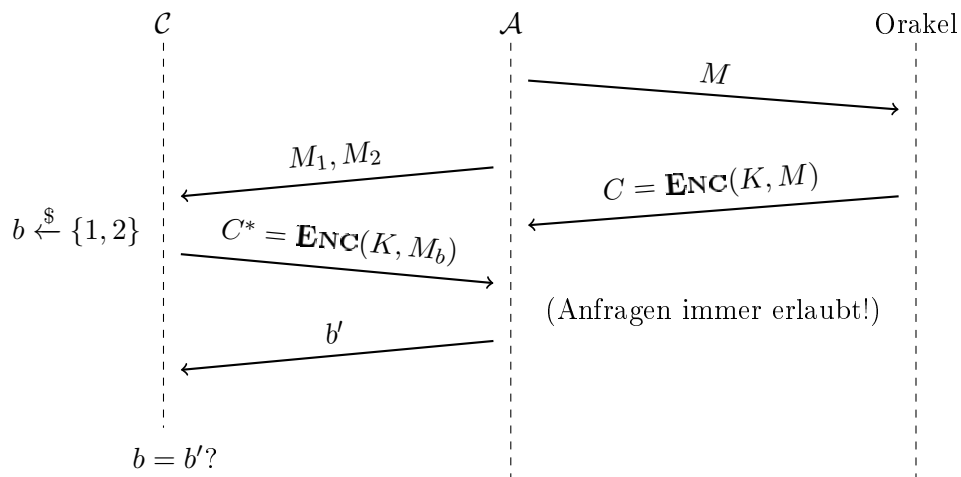 𝒞 𝒜 Orakel
M
M₁, M₂
C = ENC(K, M)
b $← {1, 2}
C* = ENC(K, M_b)
(Anfragen immer erlaubt!)
b′
b = b′?